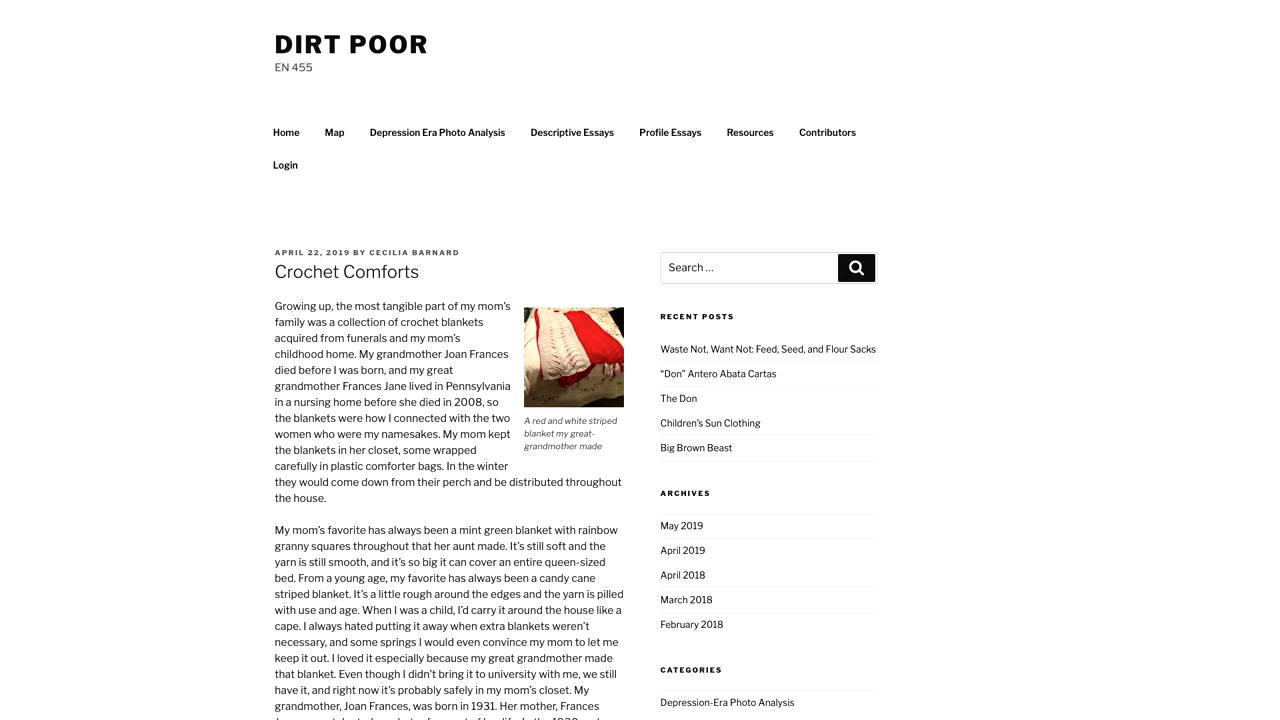 DIRT POOR
EN 455
Home Map Depression Era Photo Analysis Descriptive Essays Profile Essays Resources Contributors
Login
APRIL 22, 2019 BY CECILIA BARNARD
Crochet Comforts
Growing up, the most tangible part of my mom’s
family was a collection of crochet blankets
acquired from funerals and my mom’s
childhood home. My grandmother Joan Frances
died before I was born, and my great
grandmother Frances Jane lived in Pennsylvania
in a nursing home before she died in 2008, so
the blankets were how I connected with the two
women who were my namesakes. My mom kept
the blankets in her closet, some wrapped
carefully in plastic comforter bags. In the winter
they would come down from their perch and be distributed throughout
the house.
A red and white striped
blanket my great-
grandmother made
My mom’s favorite has always been a mint green blanket with rainbow
granny squares throughout that her aunt made. It’s still soft and the
yarn is still smooth, and it’s so big it can cover an entire queen-sized
bed. From a young age, my favorite has always been a candy cane
striped blanket. It’s a little rough around the edges and the yarn is pilled
with use and age. When I was a child, I’d carry it around the house like a
cape. I always hated putting it away when extra blankets weren’t
necessary, and some springs I would even convince my mom to let me
keep it out. I loved it especially because my great grandmother made
that blanket. Even though I didn’t bring it to university with me, we still
have it, and right now it’s probably safely in my mom’s closet. My
grandmother, Joan Frances, was born in 1931. Her mother, Frances
Search …
RECENT POSTS
Waste Not, Want Not: Feed, Seed, and Flour Sacks
“Don” Antero Abata Cartas
The Don
Children’s Sun Clothing
Big Brown Beast
ARCHIVES
May 2019
April 2019
April 2018
March 2018
February 2018
CATEGORIES
Depression-Era Photo Analysis